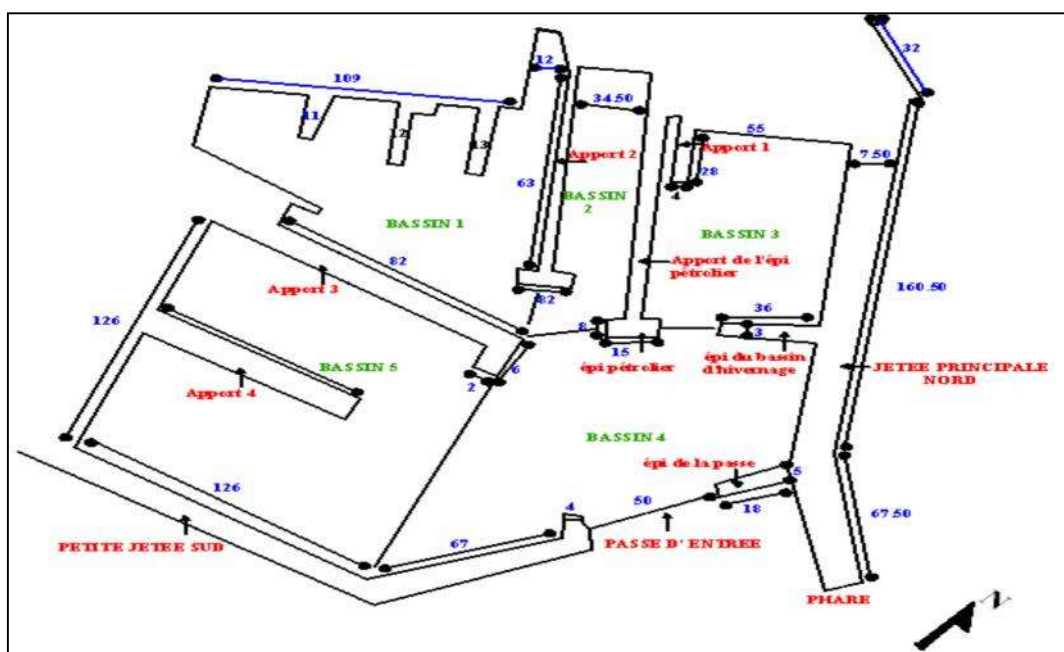 32
12
109
34.50
55
11
12
13
Apport 1
7.50
Apport 2
28
63
BASSIN
2
4
BASSIN 1
BASSIN 3
82
Apport de l'épi
pétrolier
Apport 3
82
160.50
36
126
8
3
15
épi pétrolier
épi du bassin
d'hivernage
6
2
BASSIN 5
JETEE PRINCIPALE
NORD
Apport 4
BASSIN 4
épi de la passe
5
126
50
4
18
67.50
67
PETITE JETEE SUD
PASSE D' ENTREE
PHARE
N